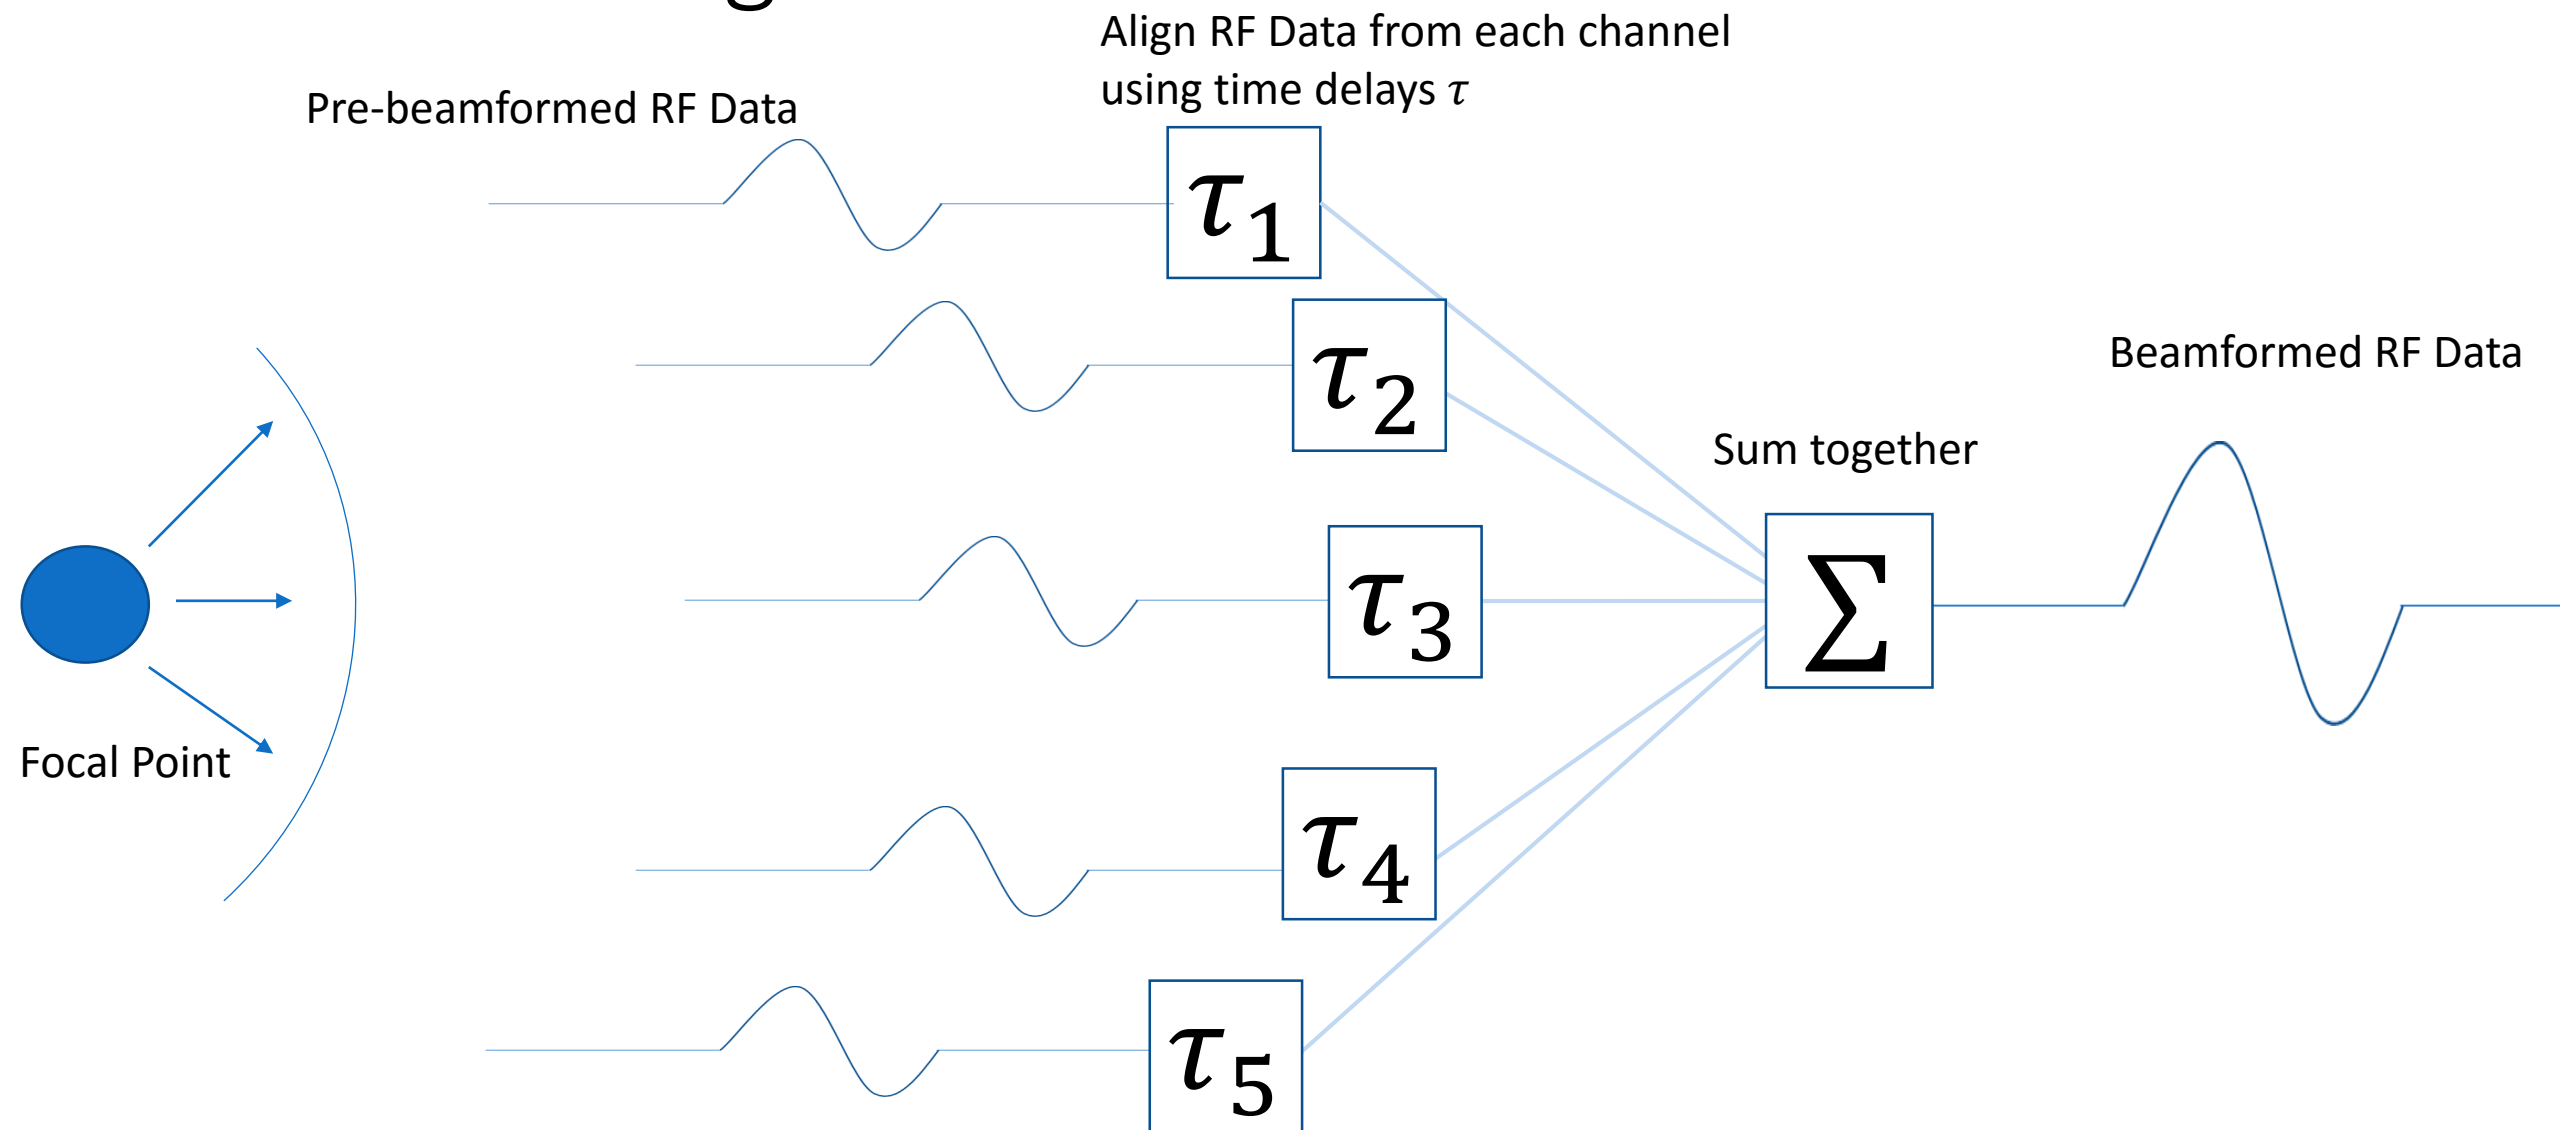 Align RF Data from each channel
using time delays τ
Pre-beamformed RF Data
τ1
τ2
Beamformed RF Data
Sum together
τ3
∑
Focal Point
τ4
τ5